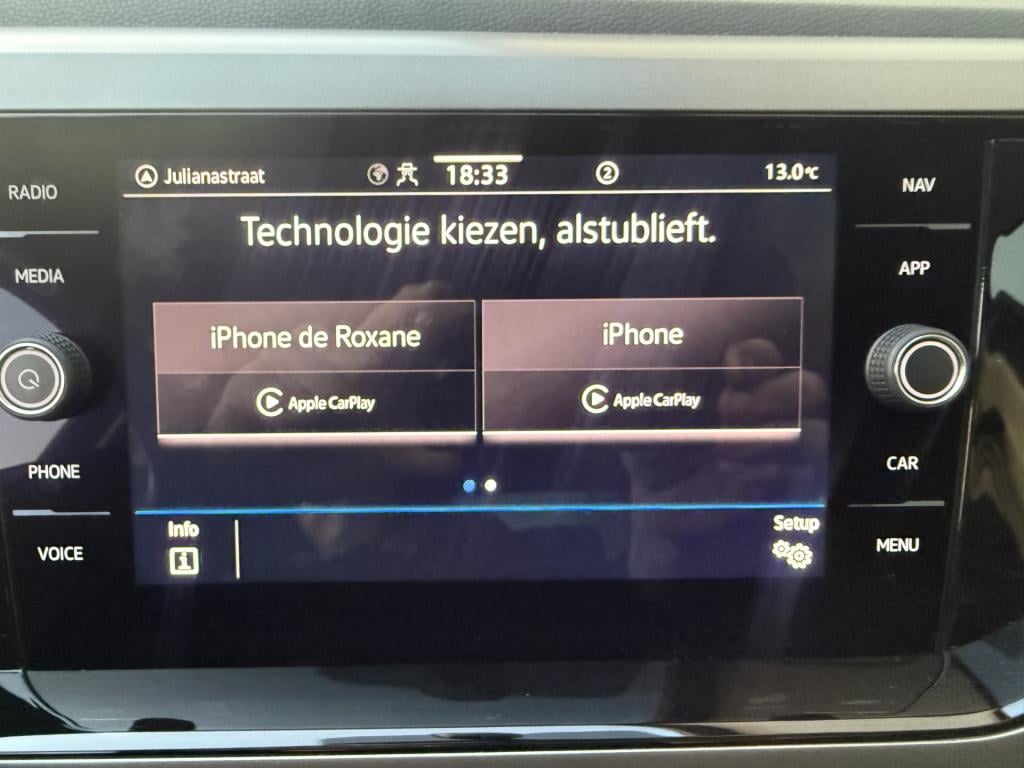 Julianastraat 18:33 2 13.0°C
RADIO NAV
Technologie kiezen, alstublieft.
MEDIA APP
iPhone de Roxane iPhone
Apple CarPlay Apple CarPlay
PHONE CAR
Info Setup
VOICE MENU